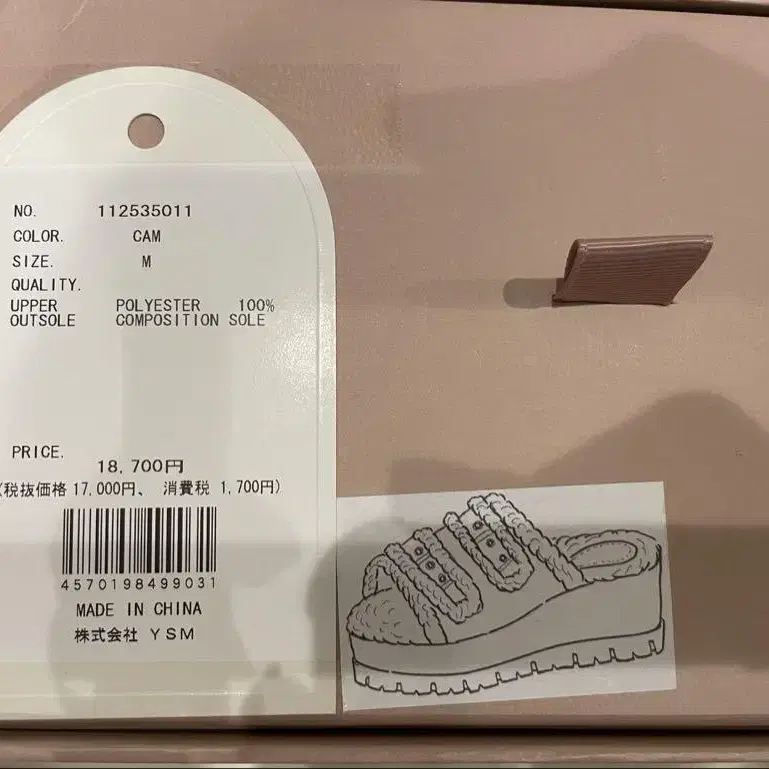 NO. 112535011
COLOR. CAM
SIZE. M
QUALITY.
UPPER POLYESTER 100%
OUTSOLE COMPOSITION SOLE
PRICE.
18,700円
(税抜価格 17,000円、 消費税 1,700円)
4570198499031
MADE IN CHINA
株式会社 YSM